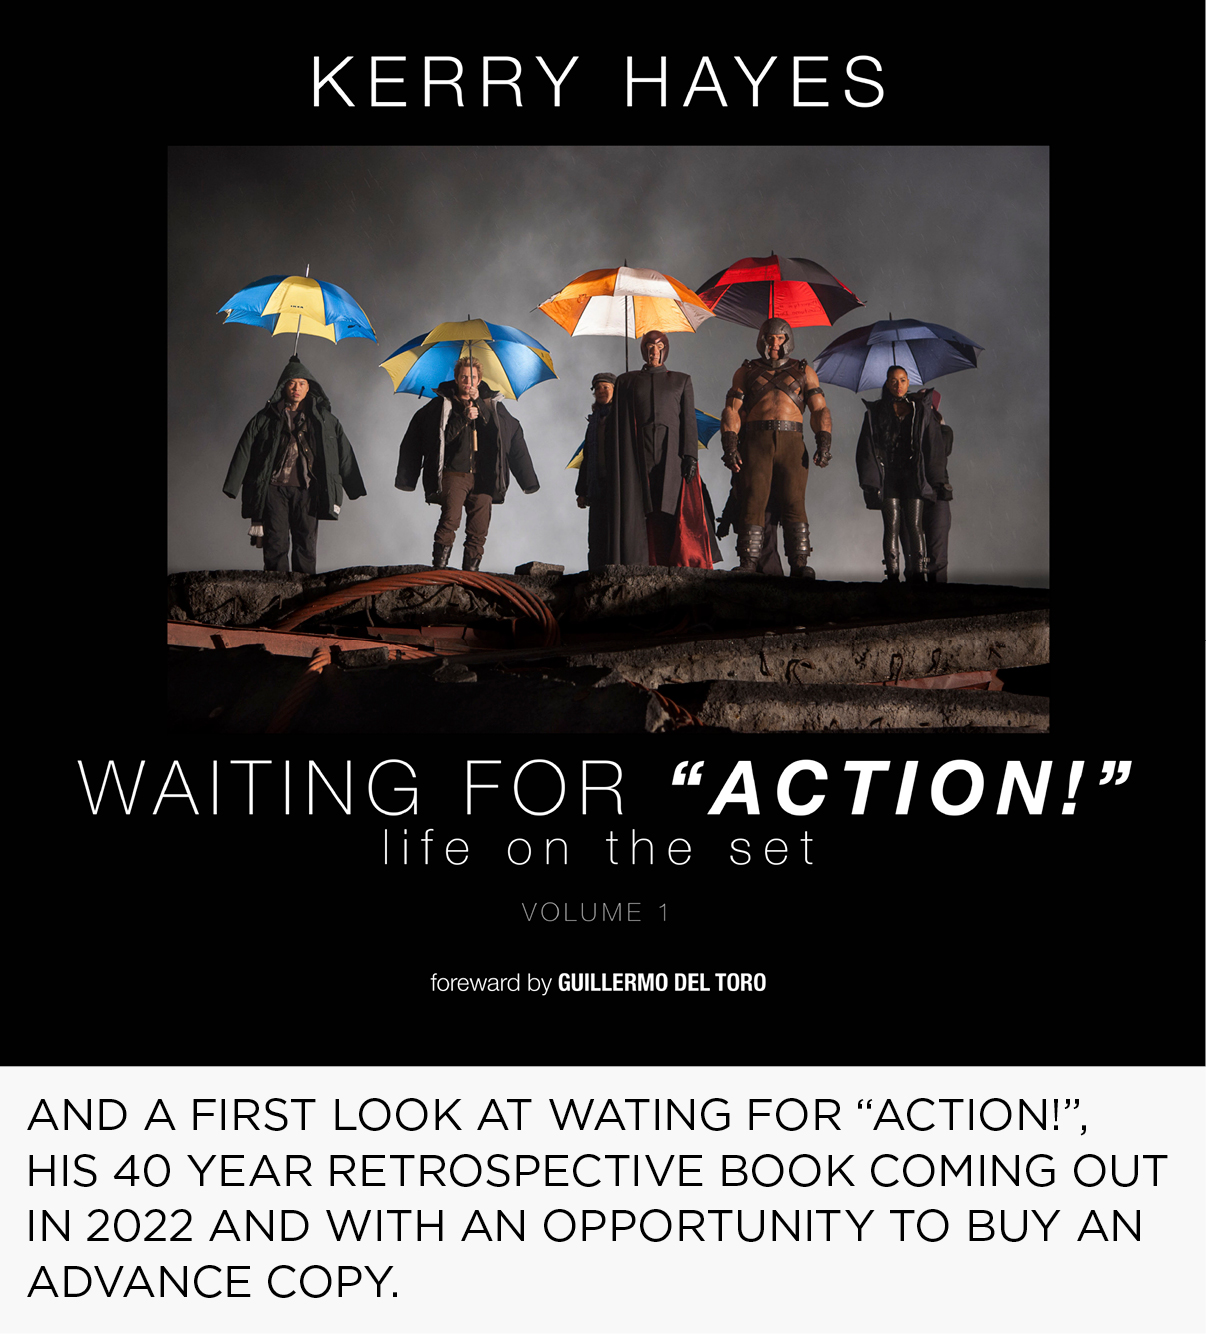 KERRY HAYES
WAITING FOR “ACTION!”
life on the set
VOLUME 1
foreward by GUILLERMO DEL TORO
AND A FIRST LOOK AT WATING FOR “ACTION!”,
HIS 40 YEAR RETROSPECTIVE BOOK COMING OUT
IN 2022 AND WITH AN OPPORTUNITY TO BUY AN
ADVANCE COPY.